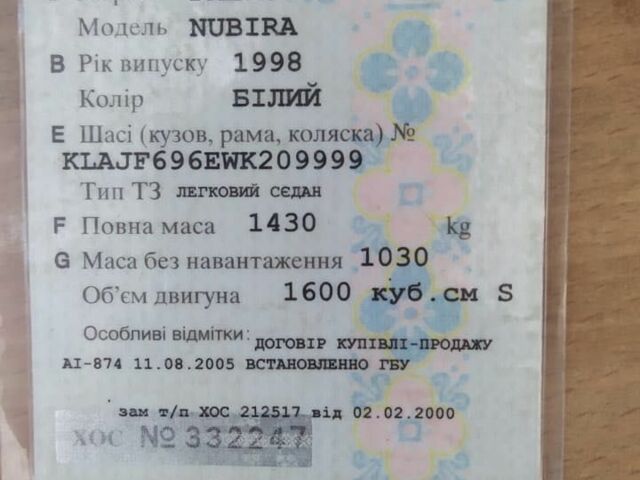 Модель NUBIRA
B Рік випуску 1998
Колір БІЛИЙ
E Шасі (кузов, рама, коляска) №
KLAJF696EWK209999
Тип ТЗ ЛЕГКОВИЙ СЄДАН
F Повна маса 1430 kg
G Маса без навантаження 1030
Об'єм двигуна 1600 куб.см S
Особливі відмітки: ДОГОВІР КУПІВЛІ-ПРОДАЖУ
АІ-874 11.08.2005 ВСТАНОВЛЕННО ГБУ
зам т/п ХОС 212517 від 02.02.2000
ХОС № 332247